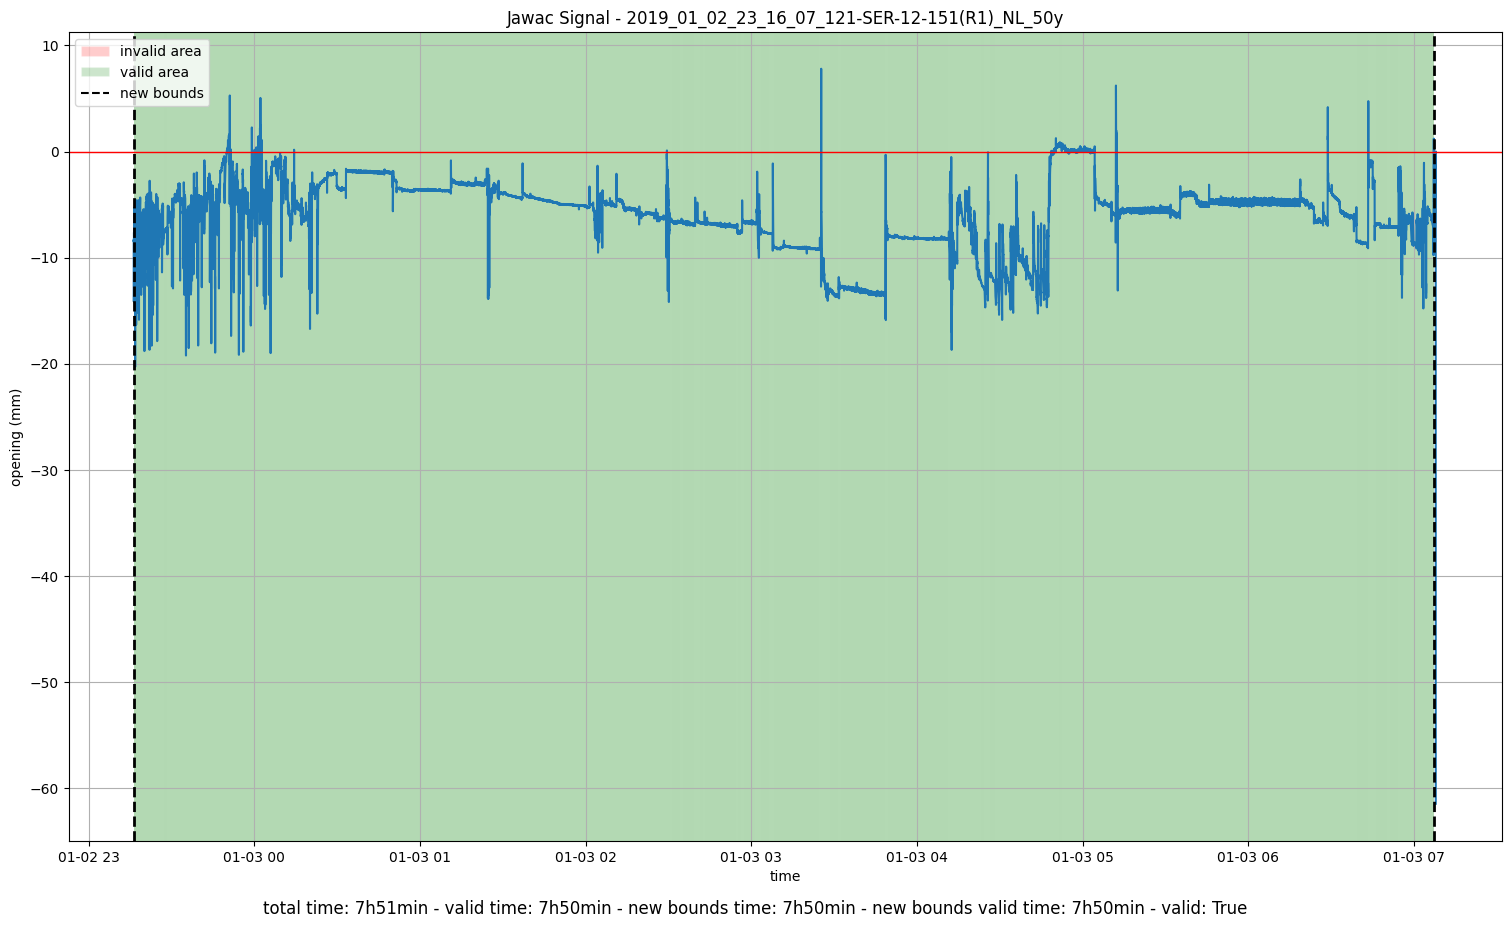 Jawac Signal - 2019_01_02_23_16_07_121-SER-12-151(R1)_NL_50y
invalid area
valid area
new bounds
10
0
−10
−20
−30
−40
−50
−60
opening (mm)
01-02 23
01-03 00
01-03 01
01-03 02
01-03 03
01-03 04
01-03 05
01-03 06
01-03 07
time
total time: 7h51min - valid time: 7h50min - new bounds time: 7h50min - new bounds valid time: 7h50min - valid: True